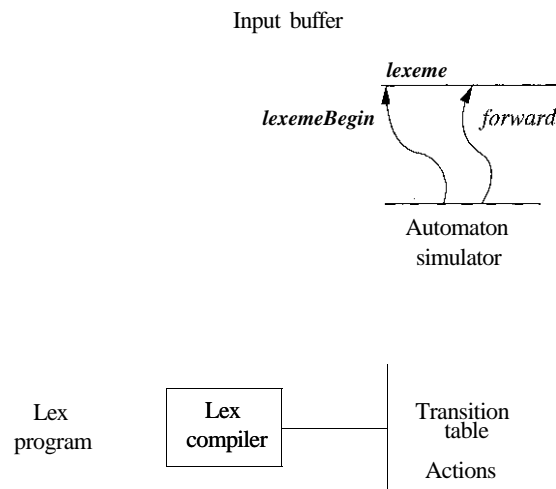 Input buffer
lexeme
lexemeBegin
forward
Automaton
simulator
Lex
program
Lex
compiler
Transition
table
Actions